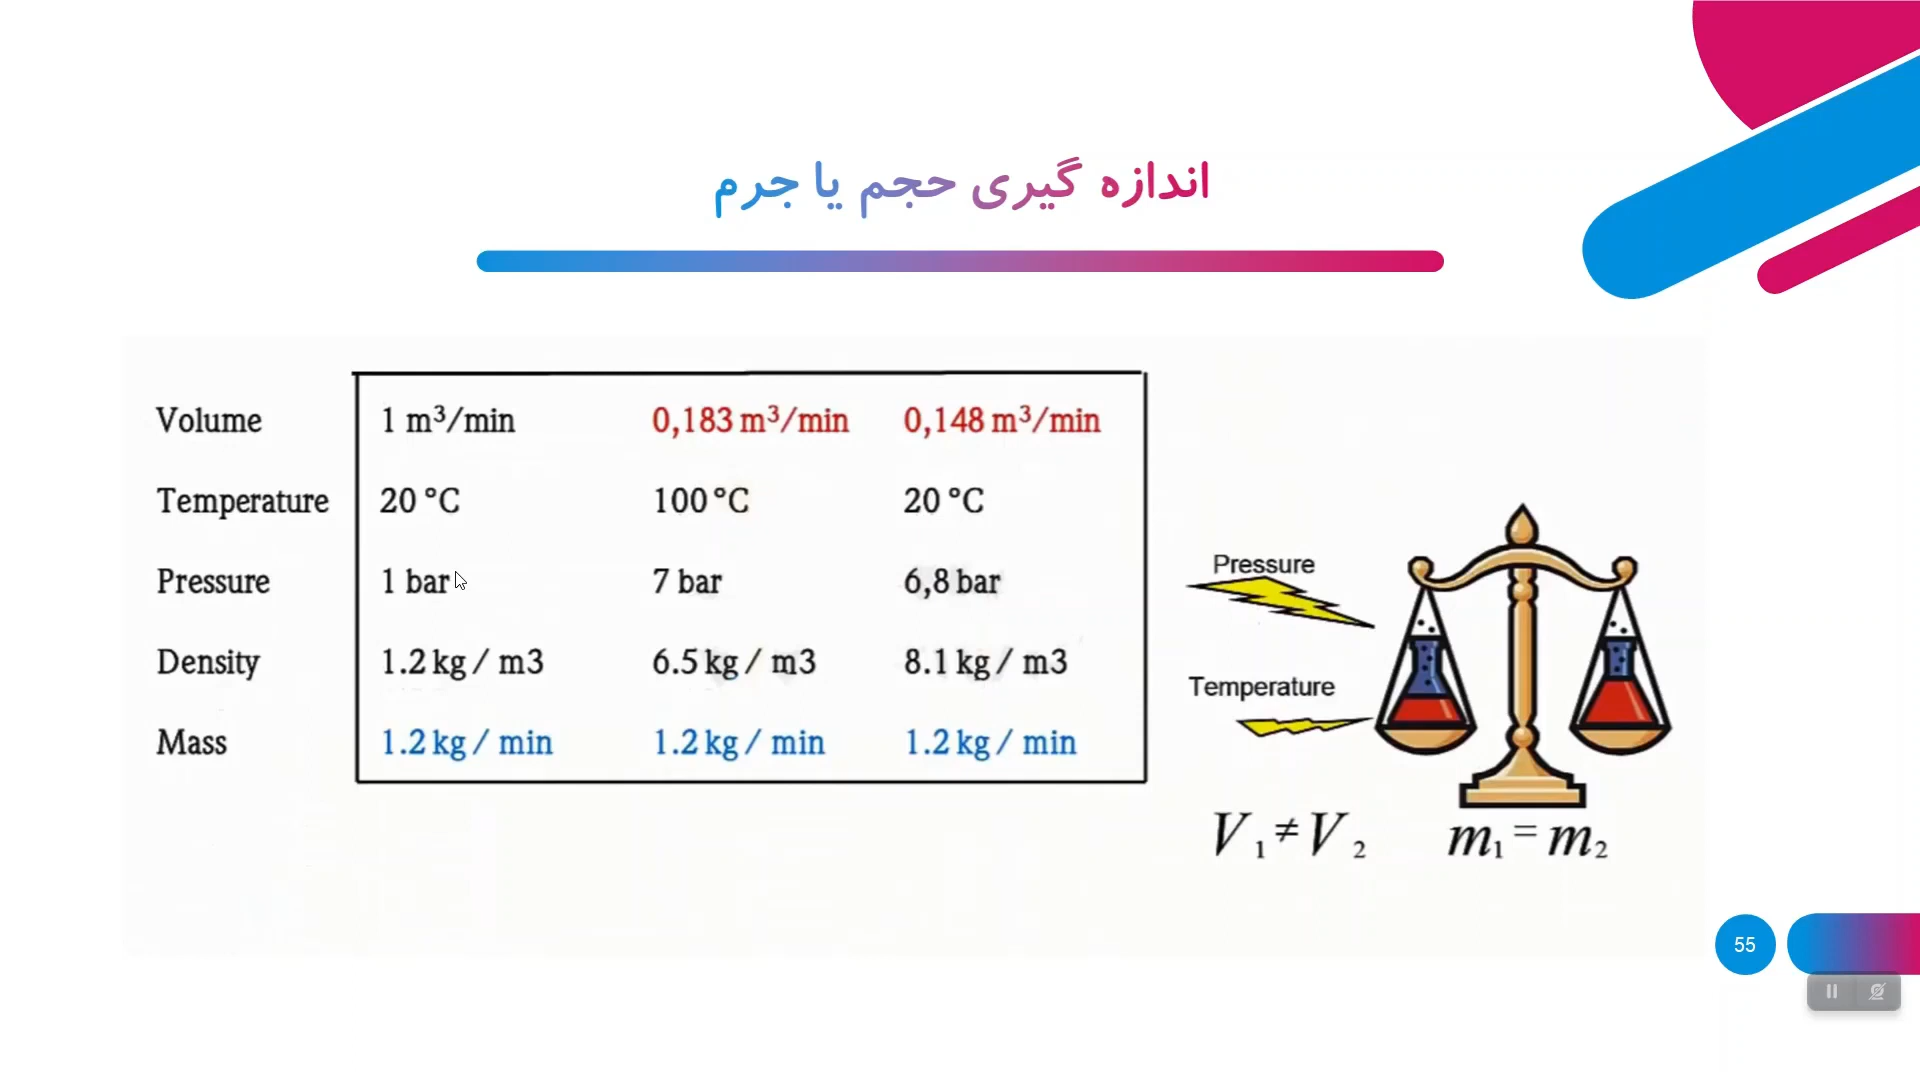 اندازه گیری حجم یا جرم
Volume 1 m³/min 0,183 m³/min 0,148 m³/min
Temperature 20 °C 100 °C 20 °C
Pressure 1 bar 7 bar 6,8 bar
Density 1.2 kg / m3 6.5 kg / m3 8.1 kg / m3
Mass 1.2 kg / min 1.2 kg / min 1.2 kg / min
Pressure
Temperature
V₁ ≠ V₂ m₁ = m₂
55